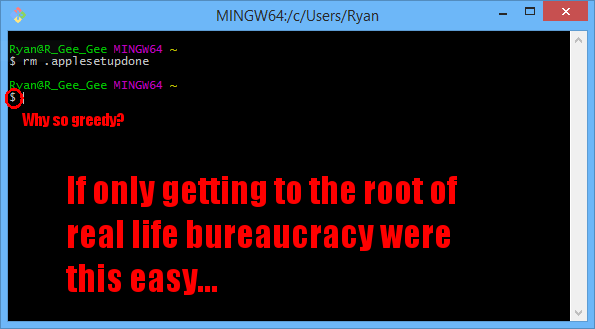 MINGW64:/c/Users/Ryan
Ryan@R_Gee_Gee MINGW64 ~
$ rm .applesetupdone
Ryan@R_Gee_Gee MINGW64 ~
$
Why so greedy?
If only getting to the root of
real life bureaucracy were
this easy...